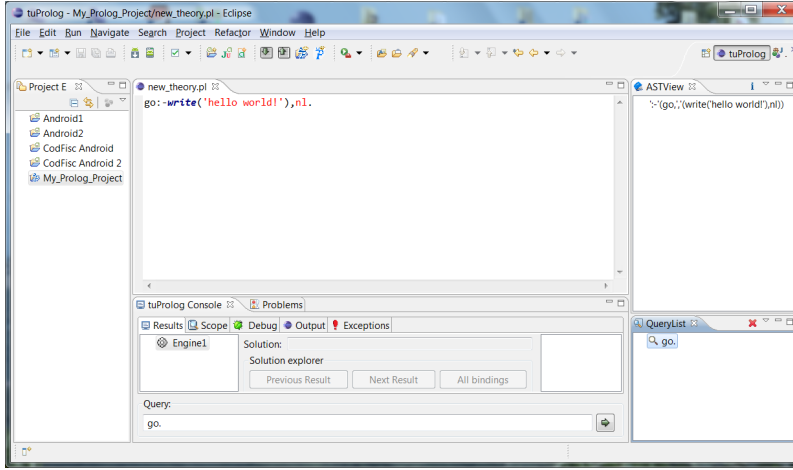 tuProlog - My_Prolog_Project/new_theory.pl - Eclipse
File Edit Run Navigate Search Project Refactor Window Help
tuProlog
Project E
Android1
Android2
CodFisc Android
CodFisc Android 2
My_Prolog_Project
new_theory.pl
go:-write('hello world!'),nl.
ASTView
':-'(go,','(write('hello world!'),nl))
tuProlog Console Problems
Results Scope Debug Output Exceptions
Engine1
Solution:
Solution explorer
Previous Result Next Result All bindings
Query:
go.
QueryList
go.